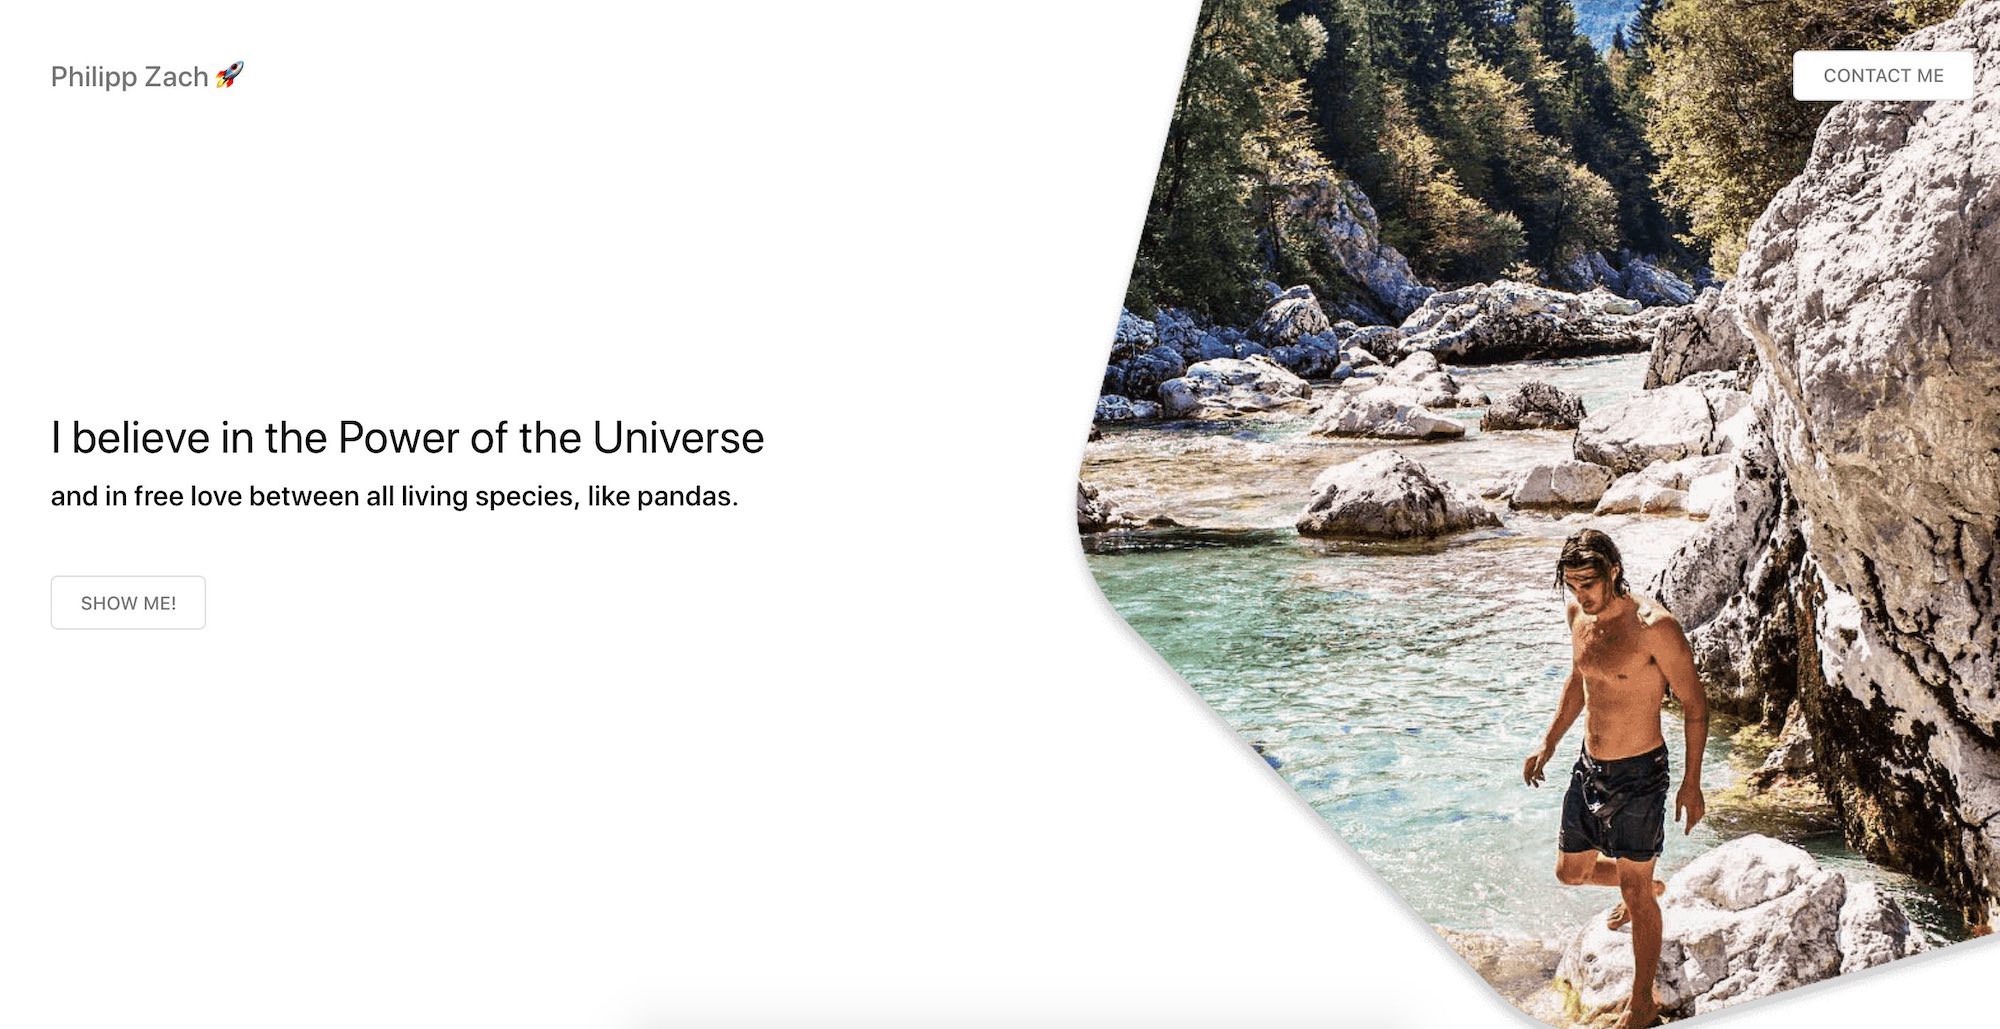 Philipp Zach 🚀
CONTACT ME
I believe in the Power of the Universe
and in free love between all living species, like pandas.
SHOW ME!